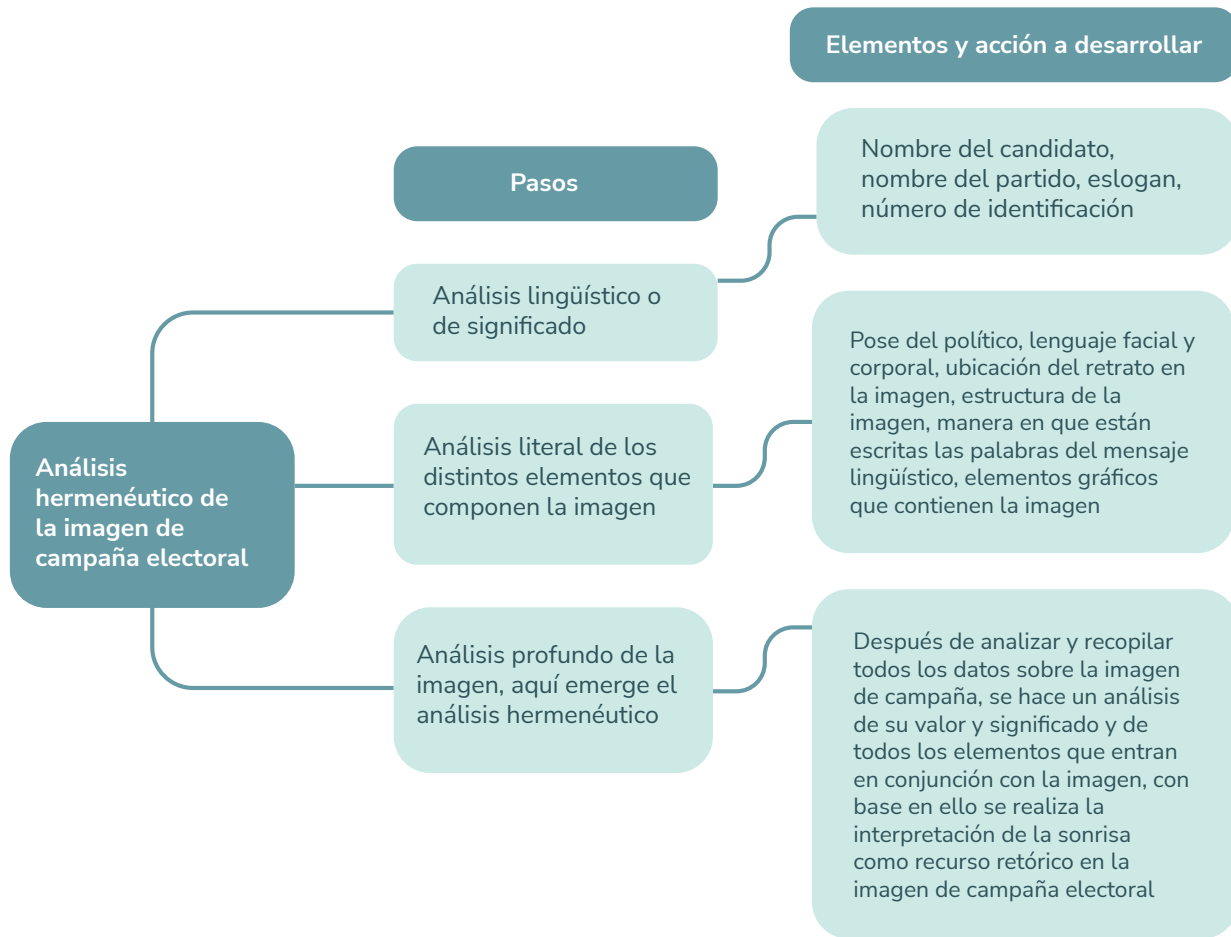 Elementos y acción a desarrollar
Pasos
Análisis
hermenéutico de
la imagen de
campaña electoral
Análisis lingüístico o
de significado
Nombre del candidato,
nombre del partido, eslogan,
número de identificación
Análisis literal de los
distintos elementos que
componen la imagen
Pose del político, lenguaje facial y
corporal, ubicación del retrato en
la imagen, estructura de la
imagen, manera en que están
escritas las palabras del mensaje
lingüístico, elementos gráficos
que contienen la imagen
Análisis profundo de la
imagen, aquí emerge el
análisis hermenéutico
Después de analizar y recopilar
todos los datos sobre la imagen
de campaña, se hace un análisis
de su valor y significado y de
todos los elementos que entran
en conjunción con la imagen, con
base en ello se realiza la
interpretación de la sonrisa
como recurso retórico en la
imagen de campaña electoral